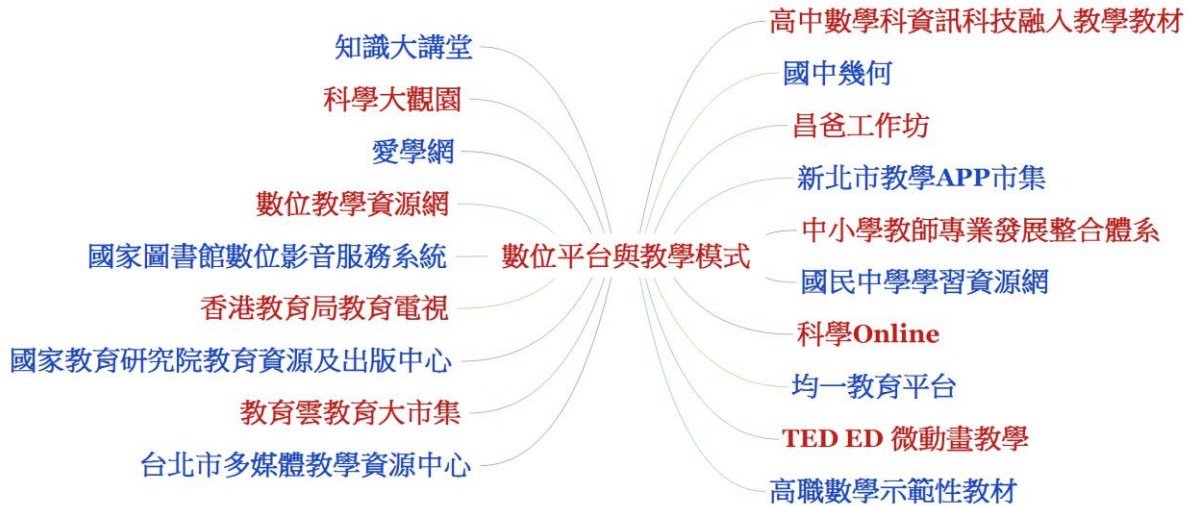 知識大講堂
科學大觀園
愛學網
數位教學資源網
國家圖書館數位影音服務系統
香港教育局教育電視
國家教育研究院教育資源及出版中心
教育雲教育大市集
台北市多媒體教學資源中心
數位平台與教學模式
高中數學科資訊科技融入教學教材
國中幾何
昌爸工作坊
新北市教學APP市集
中小學教師專業發展整合體系
國民中學學習資源網
科學Online
均一教育平台
TED ED 微動畫教學
高職數學示範性教材